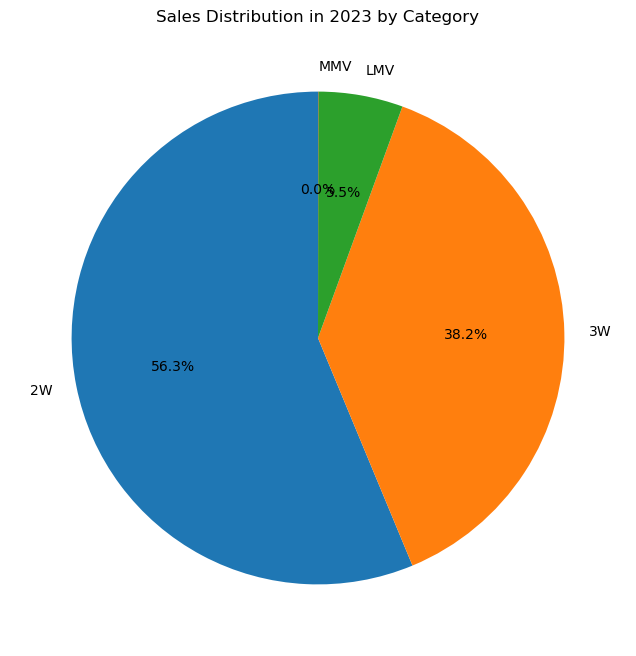 Sales Distribution in 2023 by Category
MMV
LMV
0.0%
5.5%
3W
38.2%
56.3%
2W